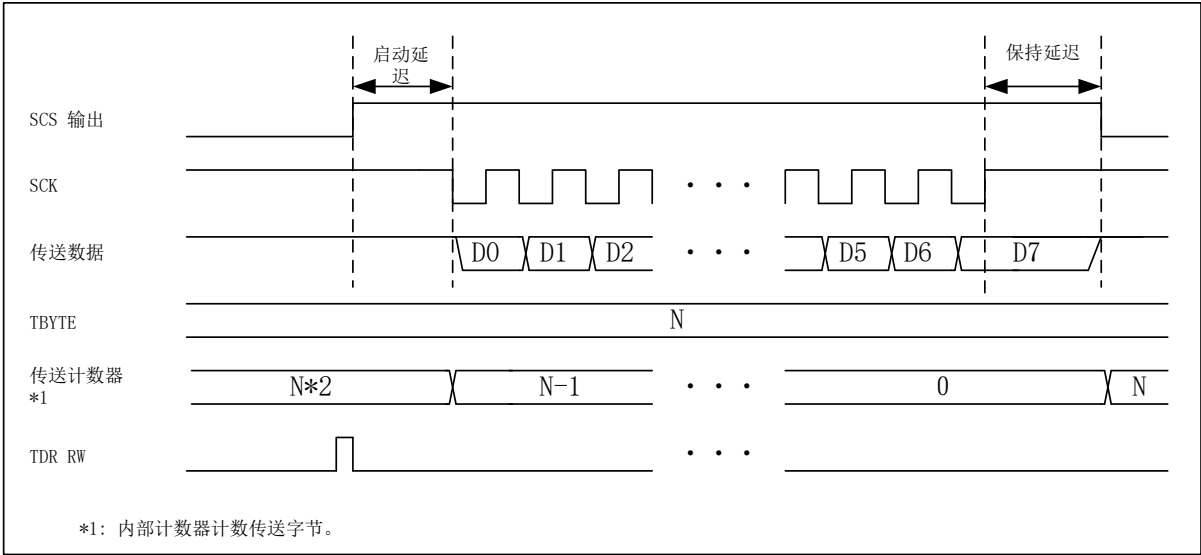 启动延
迟
保持延迟
SCS 输出
SCK
· · ·
传送数据
D0 D1 D2 · · · D5 D6 D7
TBYTE
N
传送计数器
*1
N*2 N-1 · · · 0 N
TDR RW
· · ·
*1: 内部计数器计数传送字节。